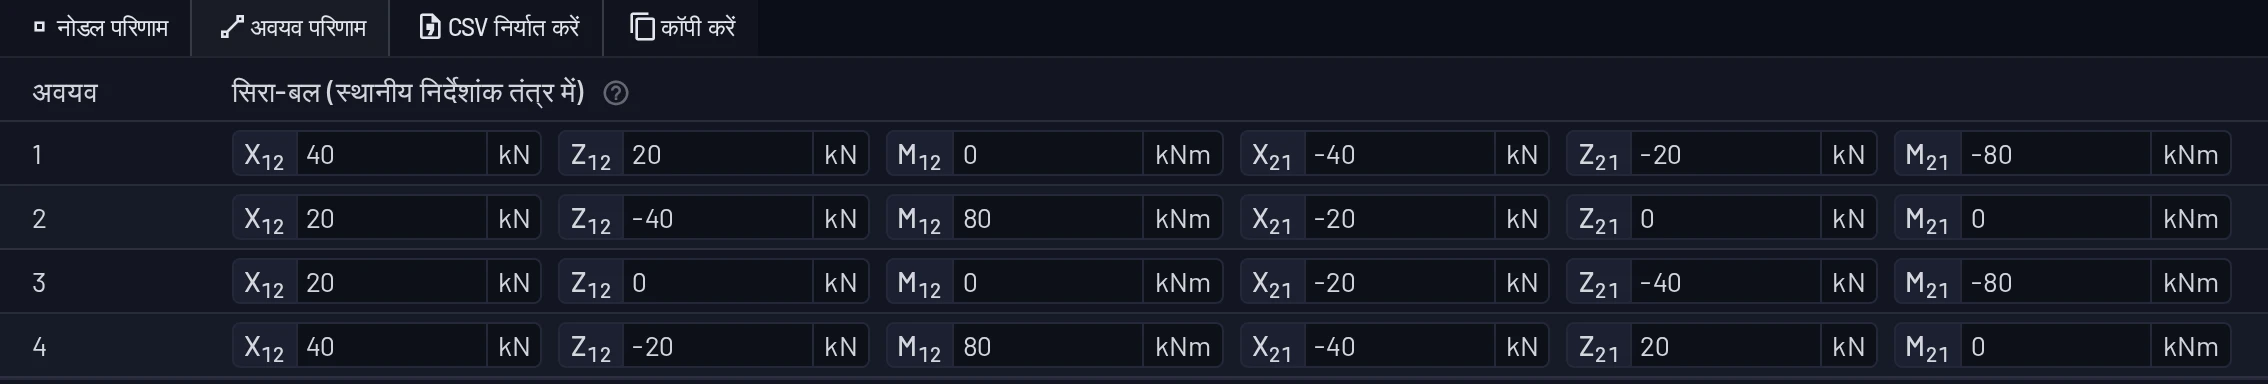 नोडल परिणाम अवयव परिणाम CSV निर्यात करें कॉपी करें
अवयव सिरा-बल (स्थानीय निर्देशांक तंत्र में) ?
1 X12 40 kN Z12 20 kN M12 0 kNm X21 -40 kN Z21 -20 kN M21 -80 kNm
2 X12 20 kN Z12 -40 kN M12 80 kNm X21 -20 kN Z21 0 kN M21 0 kNm
3 X12 20 kN Z12 0 kN M12 0 kNm X21 -20 kN Z21 -40 kN M21 -80 kNm
4 X12 40 kN Z12 -20 kN M12 80 kNm X21 -40 kN Z21 20 kN M21 0 kNm